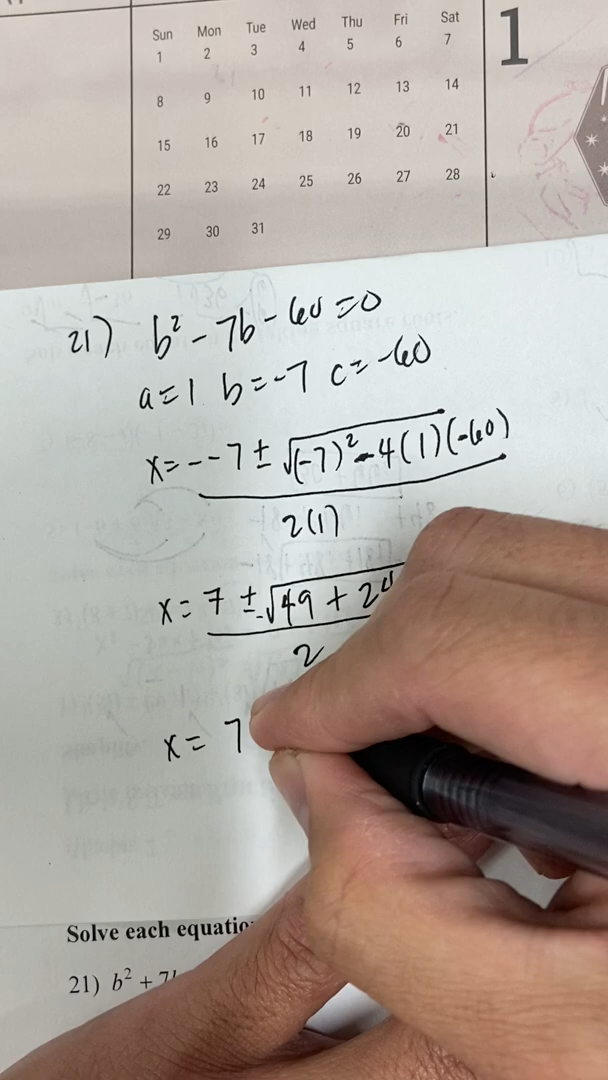 Sun Mon Tue Wed Thu Fri Sat
1 2 3 4 5 6 7
8 9 10 11 12 13 14
15 16 17 18 19 20 21
22 23 24 25 26 27 28
29 30 31
1
21) b² - 7b - 60 = 0
a = 1 b = -7 c = -60
x = - -7 ± √(-7)² - 4(1)(-60)
2(1)
x = 7 ± √49 + 24
2
x = 7
Solve each
21) b² + 7